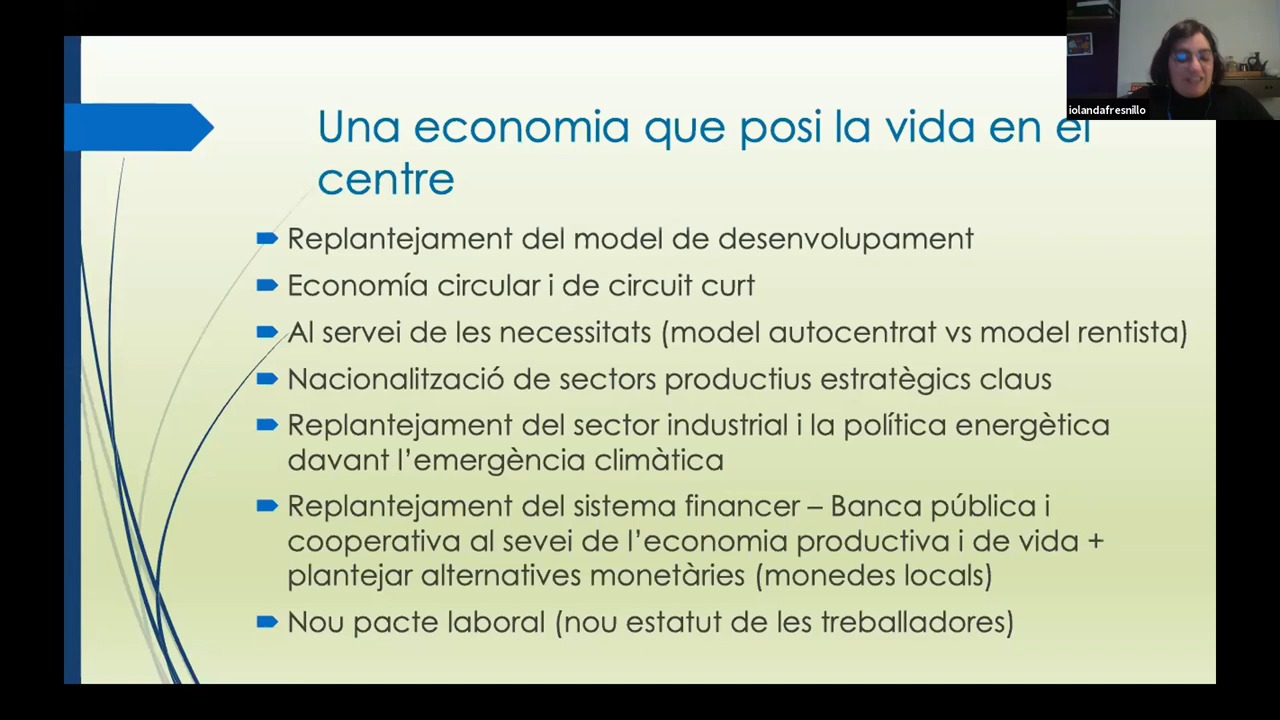 iolandafresnillo
Una economia que posi la vida en el
centre
Replantejament del model de desenvolupament
Economía circular i de circuit curt
Al servei de les necessitats (model autocentrat vs model rentista)
Nacionalització de sectors productius estratègics claus
Replantejament del sector industrial i la política energètica
davant l’emergència climàtica
Replantejament del sistema financer – Banca pública i
cooperativa al sevei de l’economia productiva i de vida +
plantejar alternatives monetàries (monedes locals)
Nou pacte laboral (nou estatut de les treballadores)